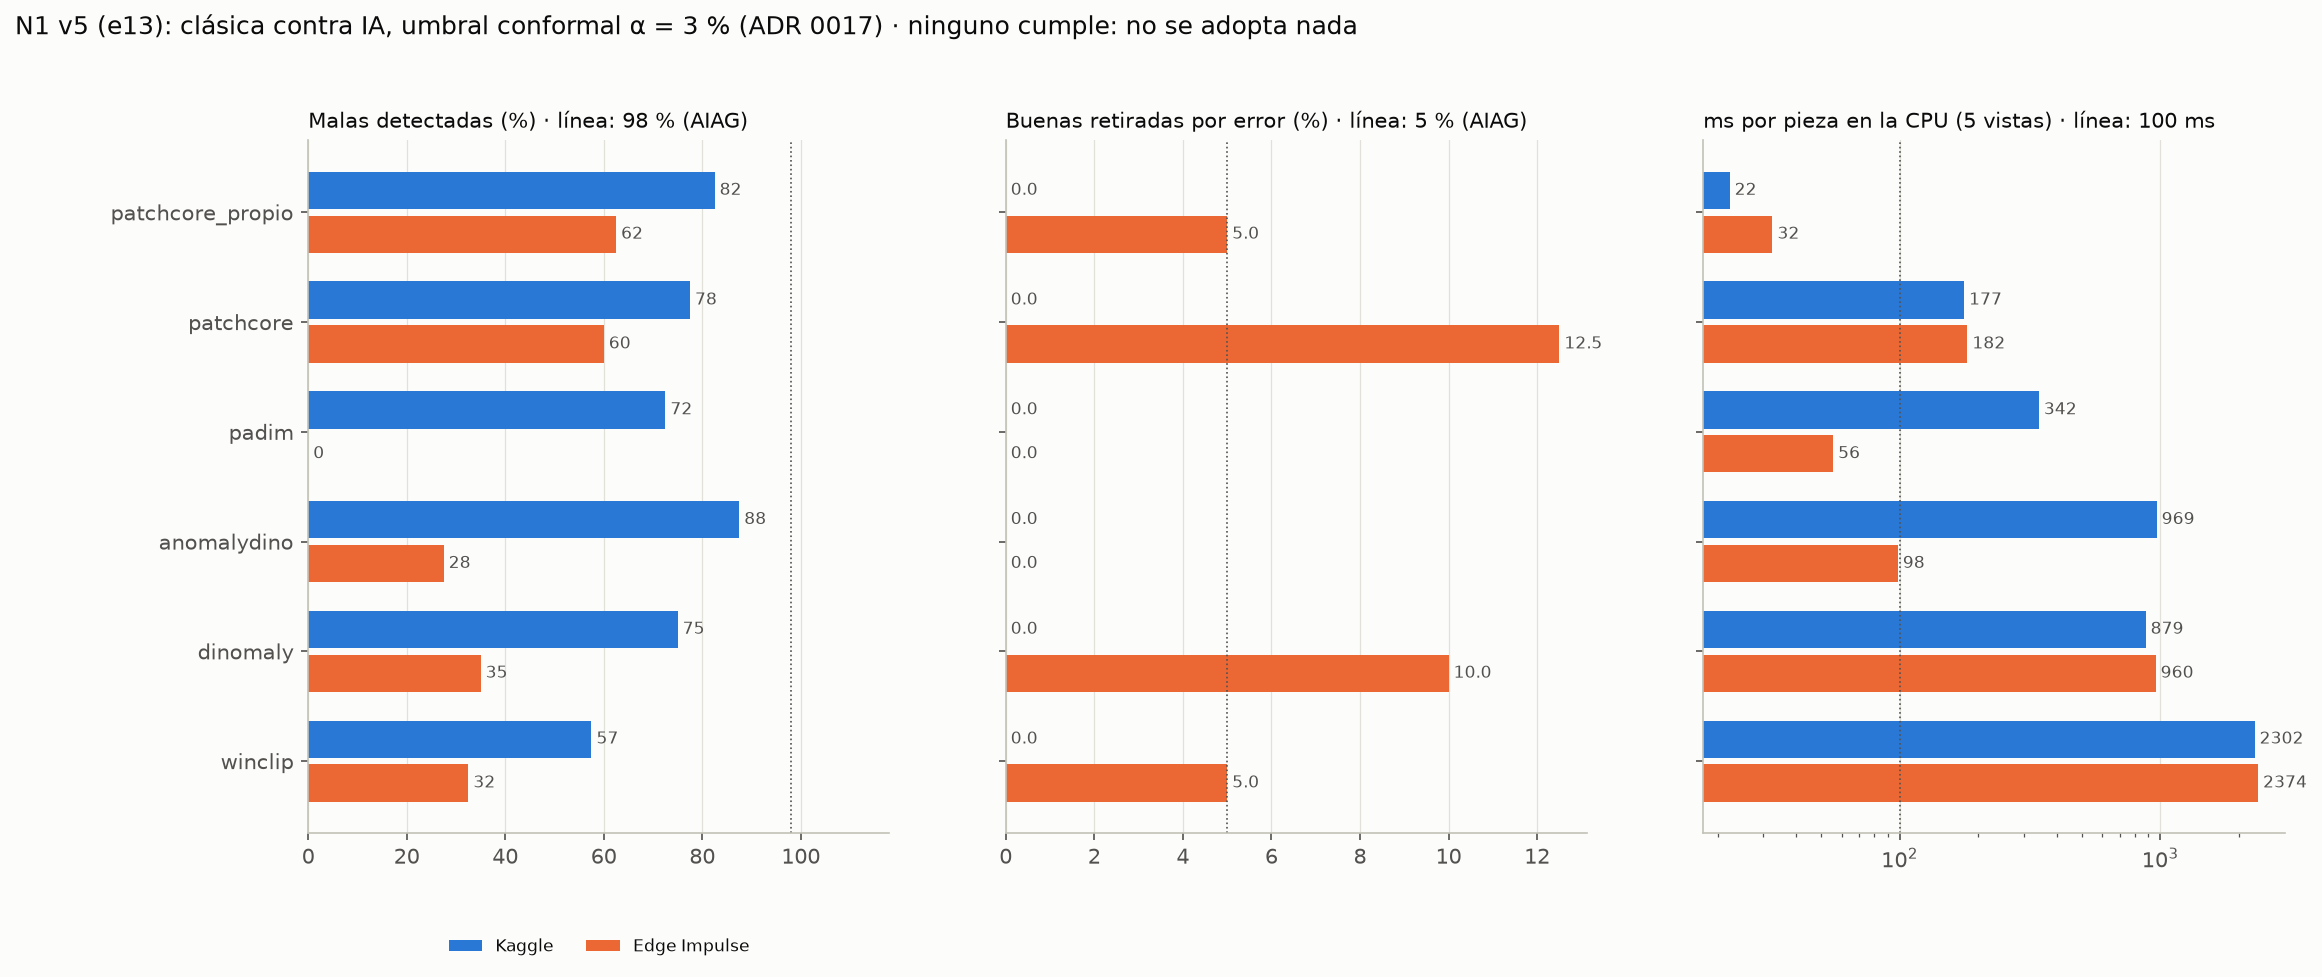 N1 v5 (e13): clásica contra IA, umbral conformal α = 3 % (ADR 0017) · ninguno cumple: no se adopta nada
Malas detectadas (%) · línea: 98 % (AIAG)
patchcore_propio
82
62
patchcore
78
60
padim
72
0
anomalydino
88
28
dinomaly
75
35
winclip
57
32
0 20 40 60 80 100
Buenas retiradas por error (%) · línea: 5 % (AIAG)
0.0
5.0
0.0
12.5
0.0
0.0
0.0
0.0
0.0
10.0
0.0
5.0
0 2 4 6 8 10 12
ms por pieza en la CPU (5 vistas) · línea: 100 ms
22
32
177
182
342
56
969
98
879
960
2302
2374
10² 10³
Kaggle Edge Impulse